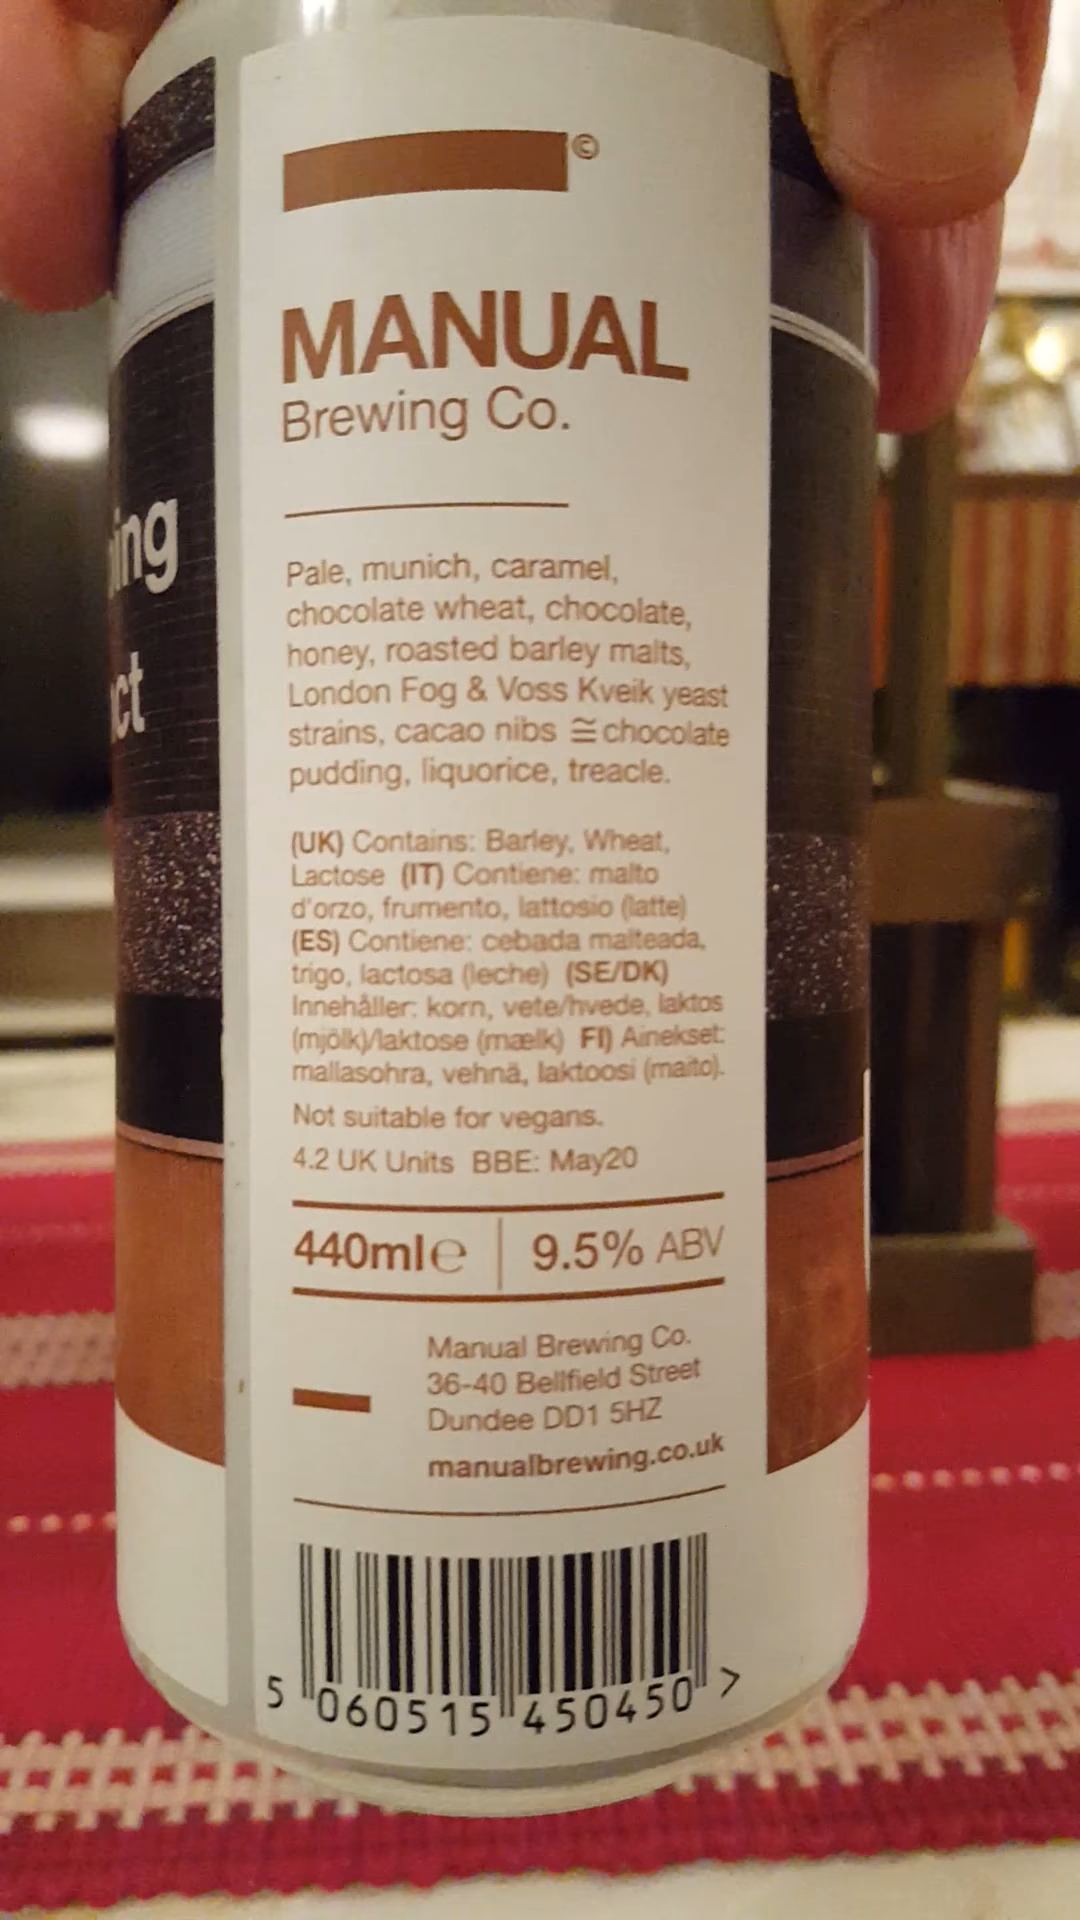 ©
MANUAL
Brewing Co.
ing
ct
Pale, munich, caramel,
chocolate wheat, chocolate,
honey, roasted barley malts,
London Fog & Voss Kveik yeast
strains, cacao nibs ≅ chocolate
pudding, liquorice, treacle.
(UK) Contains: Barley, Wheat,
Lactose (IT) Contiene: malto
d'orzo, frumento, lattosio (latte)
(ES) Contiene: cebada malteada,
trigo, lactosa (leche) (SE/DK)
Innehåller: korn, vete/hvede, laktos
(mjölk)/laktose (mælk) FI) Ainekset:
mallasohra, vehnä, laktoosi (maito).
Not suitable for vegans.
4.2 UK Units BBE: May20
440ml℮ | 9.5% ABV
Manual Brewing Co.
36-40 Bellfield Street
Dundee DD1 5HZ
manualbrewing.co.uk
5 060515 450450 >